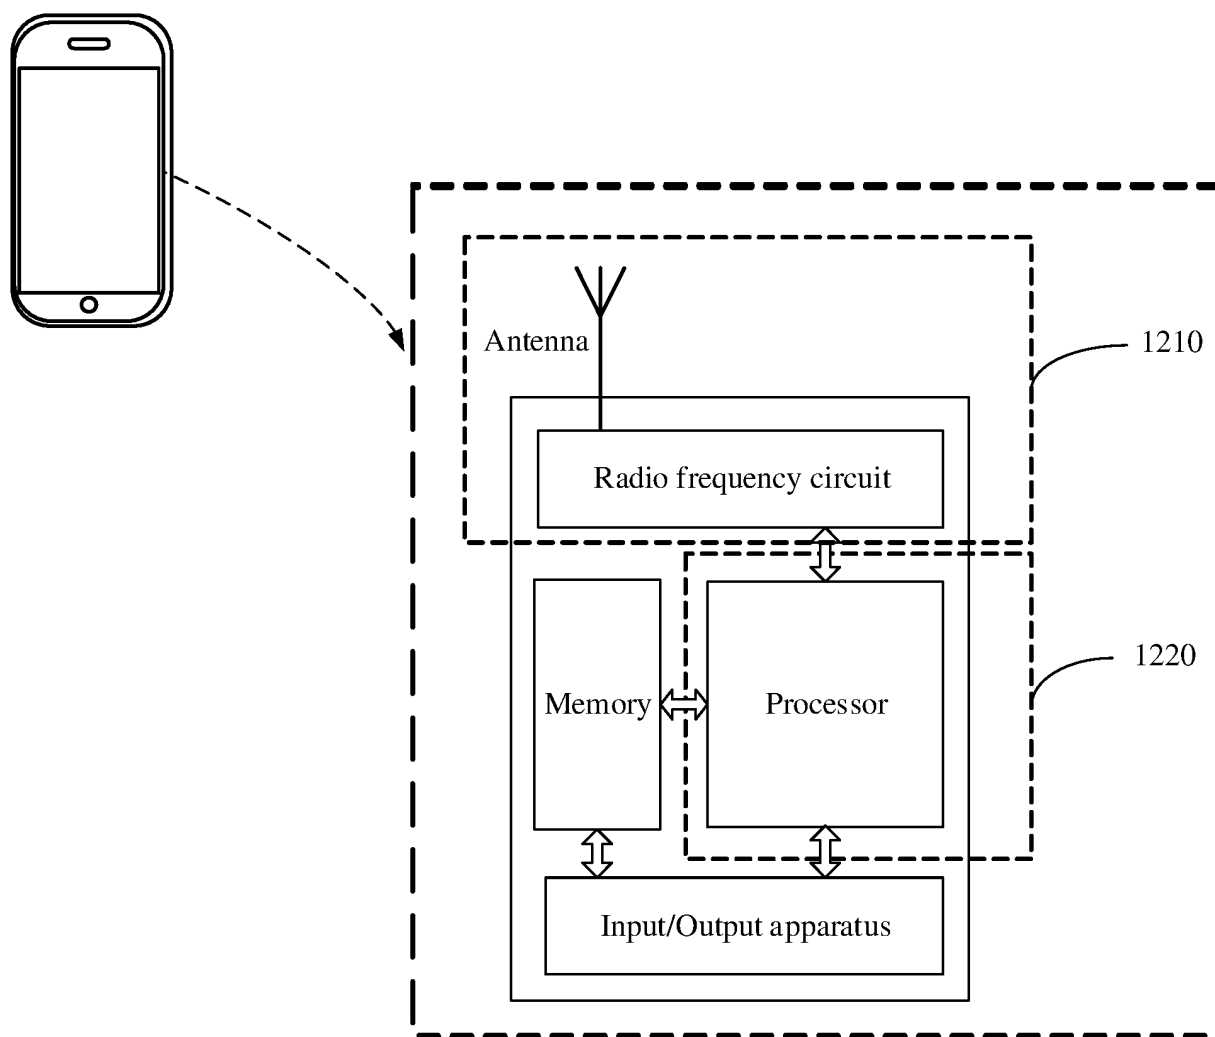 Antenna
1210
Radio frequency circuit
1220
Memory
Processor
Input/Output apparatus